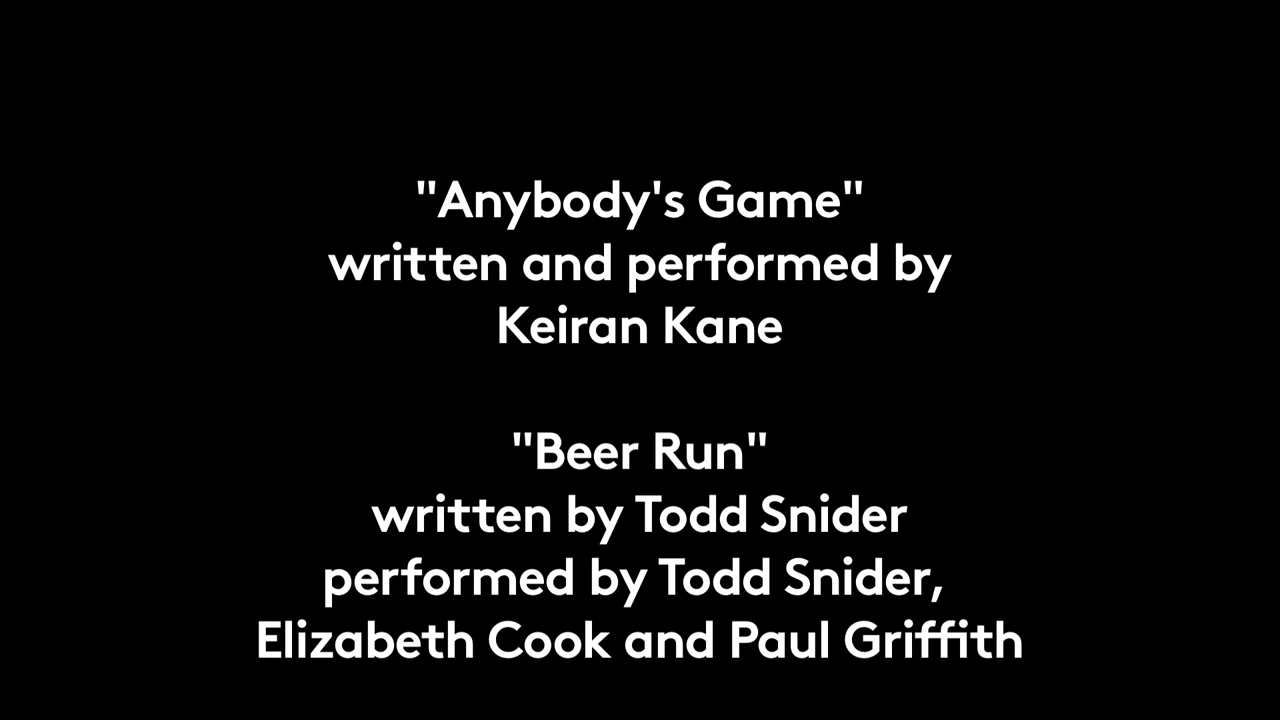 "Anybody's Game"
written and performed by
Keiran Kane
"Beer Run"
written by Todd Snider
performed by Todd Snider,
Elizabeth Cook and Paul Griffith